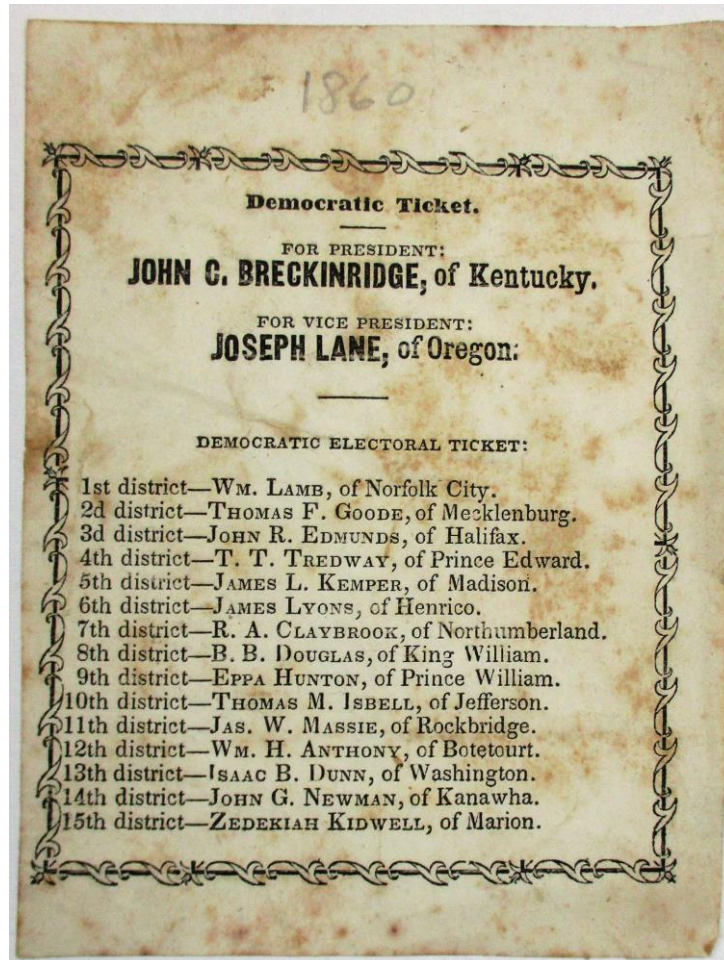 1860
Democratic Ticket.
FOR PRESIDENT:
JOHN C. BRECKINRIDGE, of Kentucky.
FOR VICE PRESIDENT:
JOSEPH LANE, of Oregon.
DEMOCRATIC ELECTORAL TICKET:
1st district—WM. LAMB, of Norfolk City.
2d district—THOMAS F. GOODE, of Mecklenburg.
3d district—JOHN R. EDMUNDS, of Halifax.
4th district—T. T. TREDWAY, of Prince Edward.
5th district—JAMES L. KEMPER, of Madison.
6th district—JAMES LYONS, of Henrico.
7th district—R. A. CLAYBROOK, of Northumberland.
8th district—B. B. DOUGLAS, of King William.
9th district—EPPA HUNTON, of Prince William.
10th district—THOMAS M. ISBELL, of Jefferson.
11th district—JAS. W. MASSIE, of Rockbridge.
12th district—WM. H. ANTHONY, of Botetourt.
13th district—ISAAC B. DUNN, of Washington.
14th district—JOHN G. NEWMAN, of Kanawha.
15th district—ZEDEKIAH KIDWELL, of Marion.